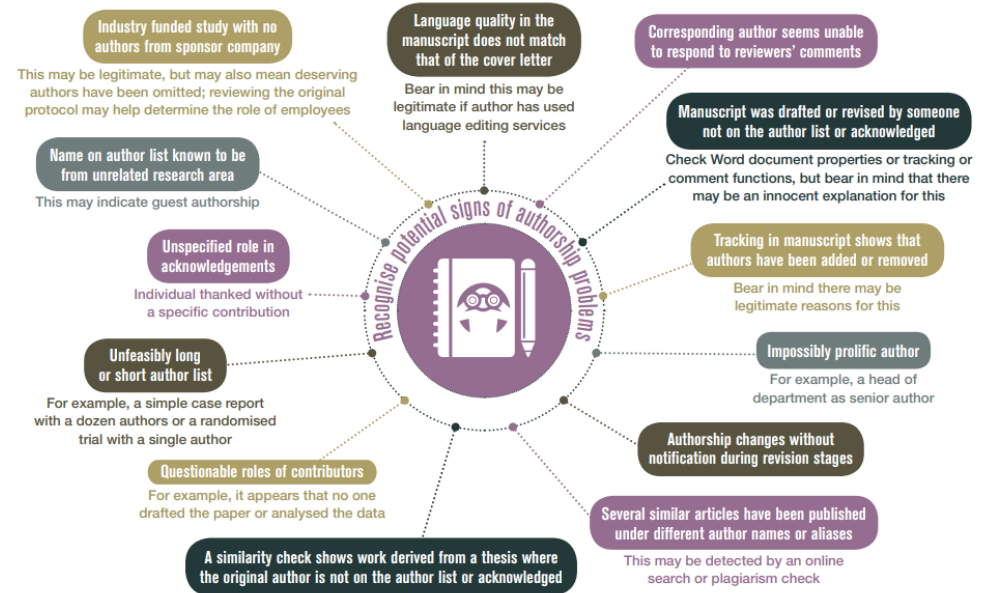 Industry funded study with no
authors from sponsor company
This may be legitimate, but may also mean deserving
authors have been omitted; reviewing the original
protocol may help determine the role of employees
Language quality in the
manuscript does not match
that of the cover letter
Bear in mind this may be
legitimate if author has used
language editing services
Corresponding author seems unable
to respond to reviewers’ comments
Manuscript was drafted or revised by someone
not on the author list or acknowledged
Check Word document properties or tracking or
comment functions, but bear in mind that there
may be an innocent explanation for this
Name on author list known to be
from unrelated research area
This may indicate guest authorship
Recognise potential signs of authorship problems
Tracking in manuscript shows that
authors have been added or removed
Bear in mind there may be
legitimate reasons for this
Unspecified role in
acknowledgements
Individual thanked without
a specific contribution
Impossibly prolific author
For example, a head of
department as senior author
Unfeasibly long
or short author list
For example, a simple case report
with a dozen authors or a randomised
trial with a single author
Authorship changes without
notification during revision stages
Questionable roles of contributors
For example, it appears that no one
drafted the paper or analysed the data
Several similar articles have been published
under different author names or aliases
This may be detected by an online
search or plagiarism check
A similarity check shows work derived from a thesis where
the original author is not on the author list or acknowledged